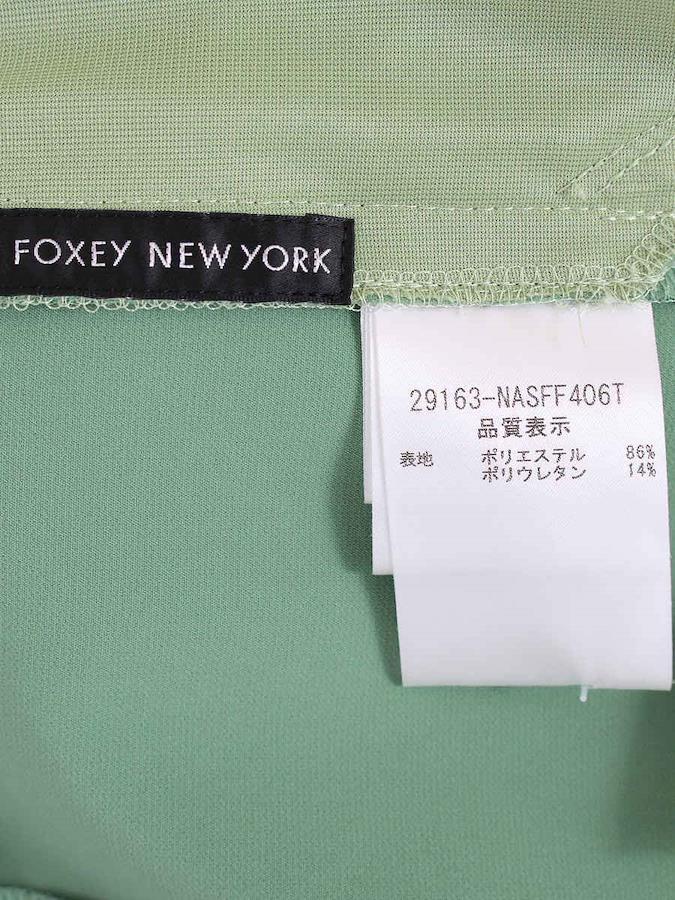 FOXEY NEW YORK
29163-NASFF406T
品質表示
表地 ポリエステル 86%
ポリウレタン 14%